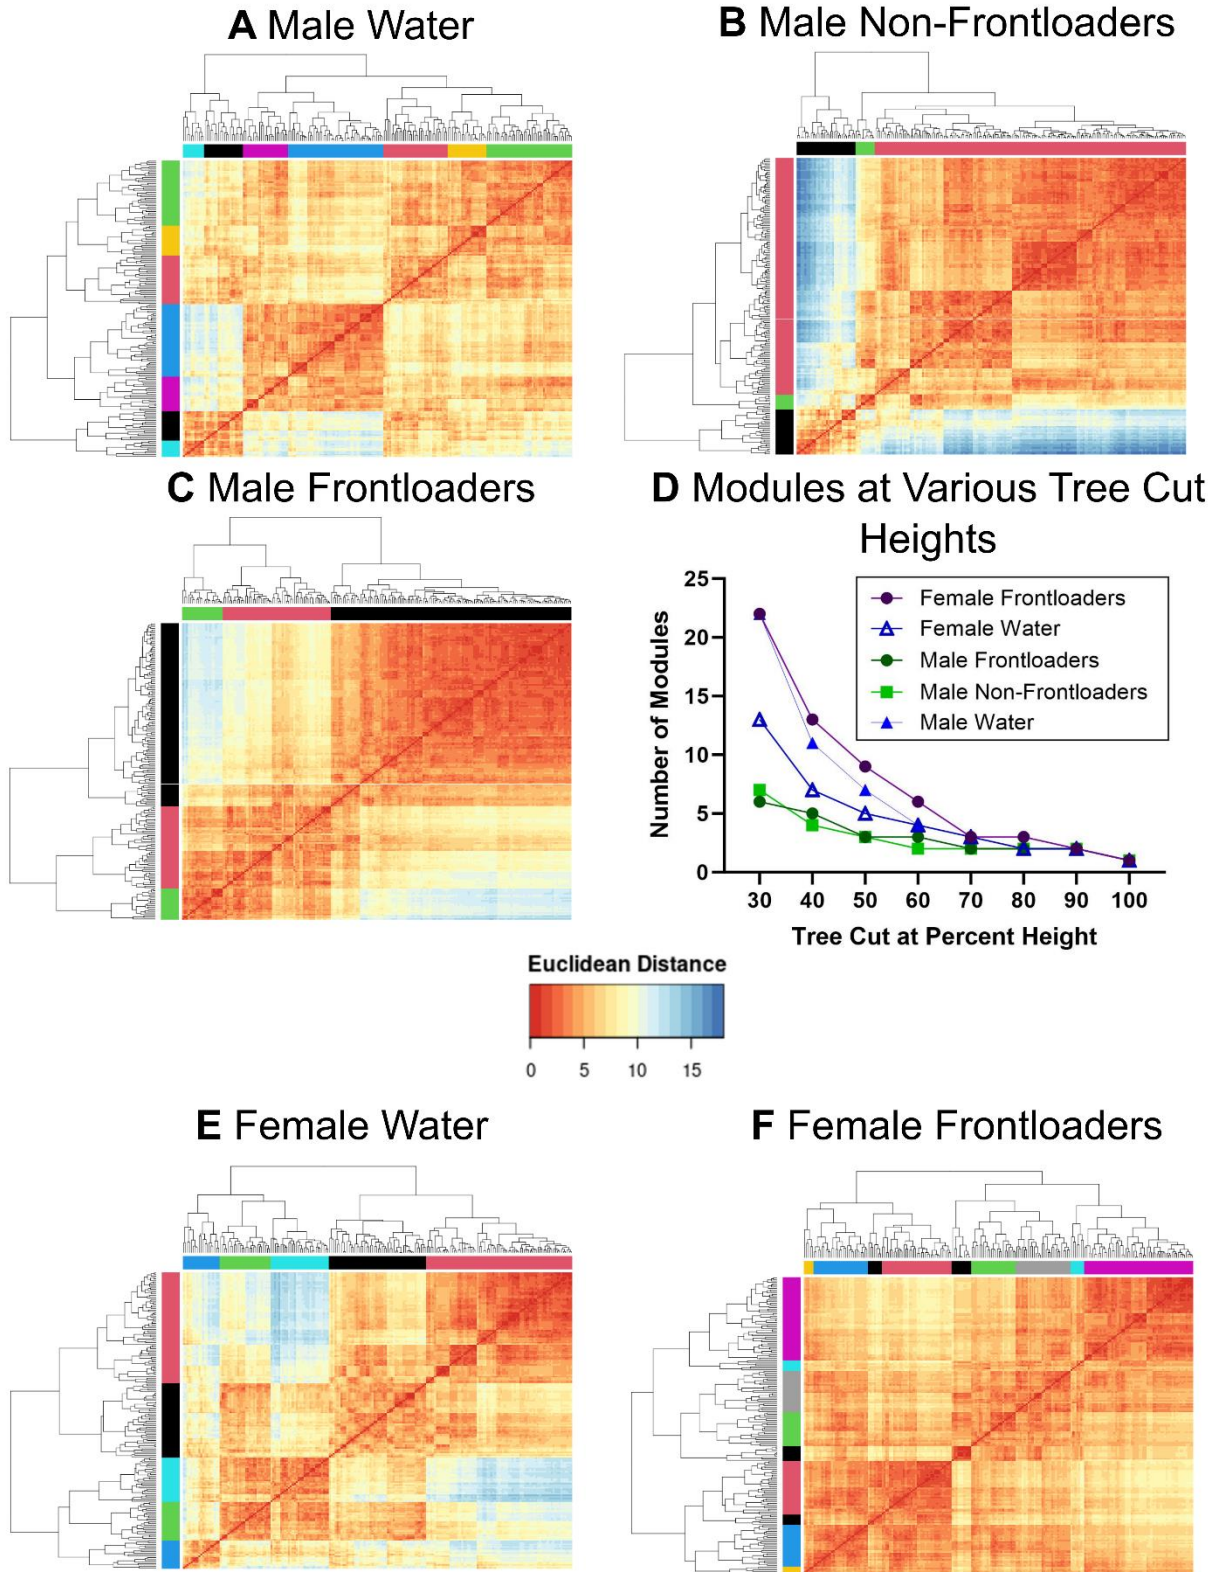 A Male Water
B Male Non-Frontloaders
C Male Frontloaders
D Modules at Various Tree Cut
Heights
25
20
15
10
5
0
Number of Modules
Female Frontloaders
Female Water
Male Frontloaders
Male Non-Frontloaders
Male Water
30 40 50 60 70 80 90 100
Tree Cut at Percent Height
Euclidean Distance
0 5 10 15
E Female Water
F Female Frontloaders